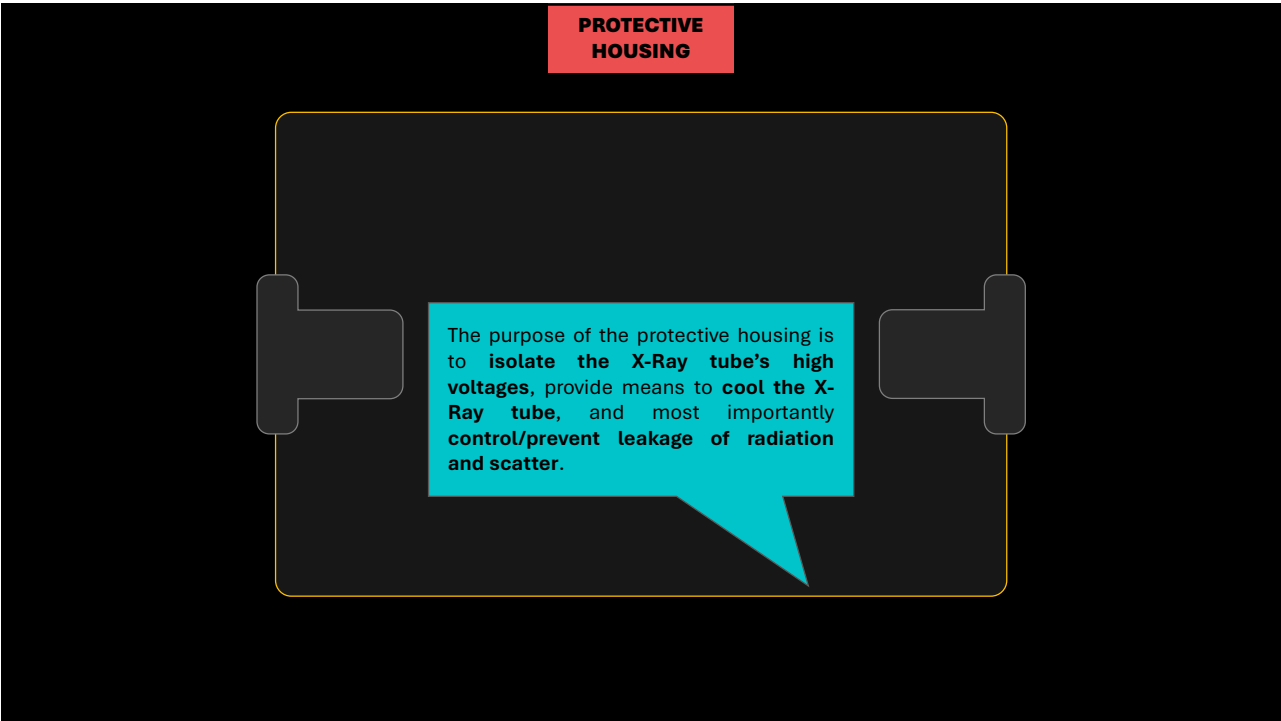 PROTECTIVE
HOUSING
The purpose of the protective housing is
to isolate the X-Ray tube’s high
voltages, provide means to cool the X-
Ray tube, and most importantly
control/prevent leakage of radiation
and scatter.